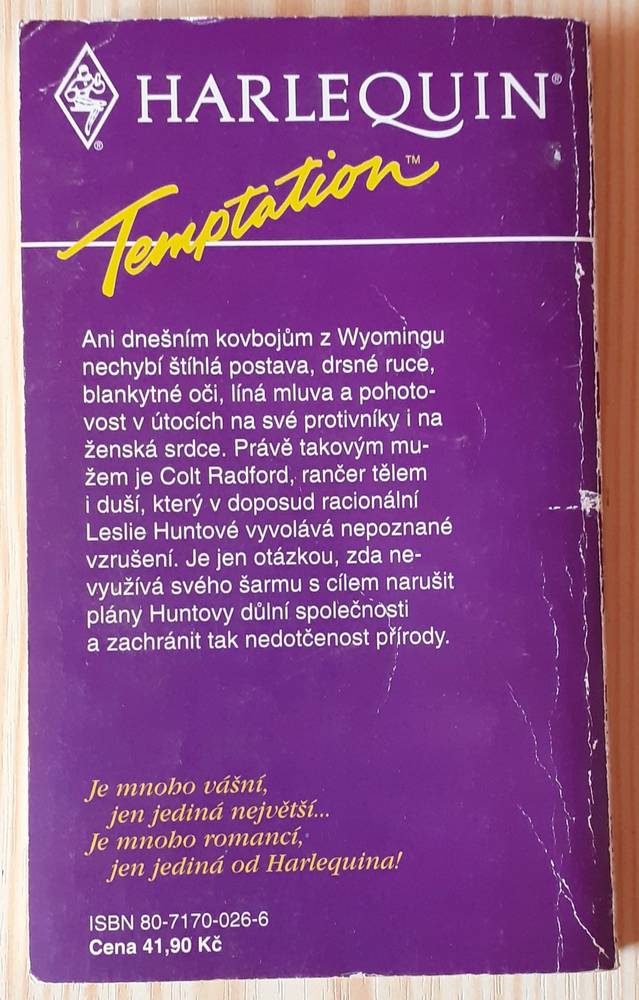 HARLEQUIN®
®
Temptation™
Ani dnešním kovbojům z Wyomingu
nechybí štíhlá postava, drsné ruce,
blankytné oči, líná mluva a pohoto-
vost v útocích na své protivníky i na
ženská srdce. Právě takovým mu-
žem je Colt Radford, rančer tělem
i duší, který v doposud racionální
Leslie Huntové vyvolává nepoznané
vzrušení. Je jen otázkou, zda ne-
využívá svého šarmu s cílem narušit
plány Huntovy důlní společnosti
a zachránit tak nedotčenost přírody.
Je mnoho vášní,
jen jediná největší...
Je mnoho romancí,
jen jediná od Harlequina!
ISBN 80-7170-026-6
Cena 41,90 Kč